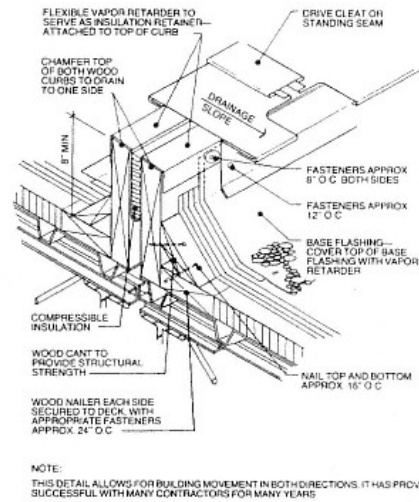 FLEXIBLE VAPOR RETARDER TO
SERVE AS INSULATION RETAINER—
ATTACHED TO TOP OF CURB
DRIVE CLEAT OR
STANDING SEAM
CHAMFER TOP
OF BOTH WOOD
CURBS TO DRAIN
TO ONE SIDE
DRAINAGE
SLOPE
8" MIN
FASTENERS APPROX
8" O C BOTH SIDES
FASTENERS APPROX
12" O C
BASE FLASHING—
COVER TOP OF BASE
FLASHING WITH VAPOR
RETARDER
COMPRESSIBLE
INSULATION
WOOD CANT TO
PROVIDE STRUCTURAL
STRENGTH
NAIL TOP AND BOTTOM
APPROX 16" O C
WOOD NAILER EACH SIDE
SECURED TO DECK, WITH
APPROPRIATE FASTENERS
APPROX 24" O C
NOTE:
THIS DETAIL ALLOWS FOR BUILDING MOVEMENT IN BOTH DIRECTIONS. IT HAS PROV
SUCCESSFUL WITH MANY CONTRACTORS FOR MANY YEARS